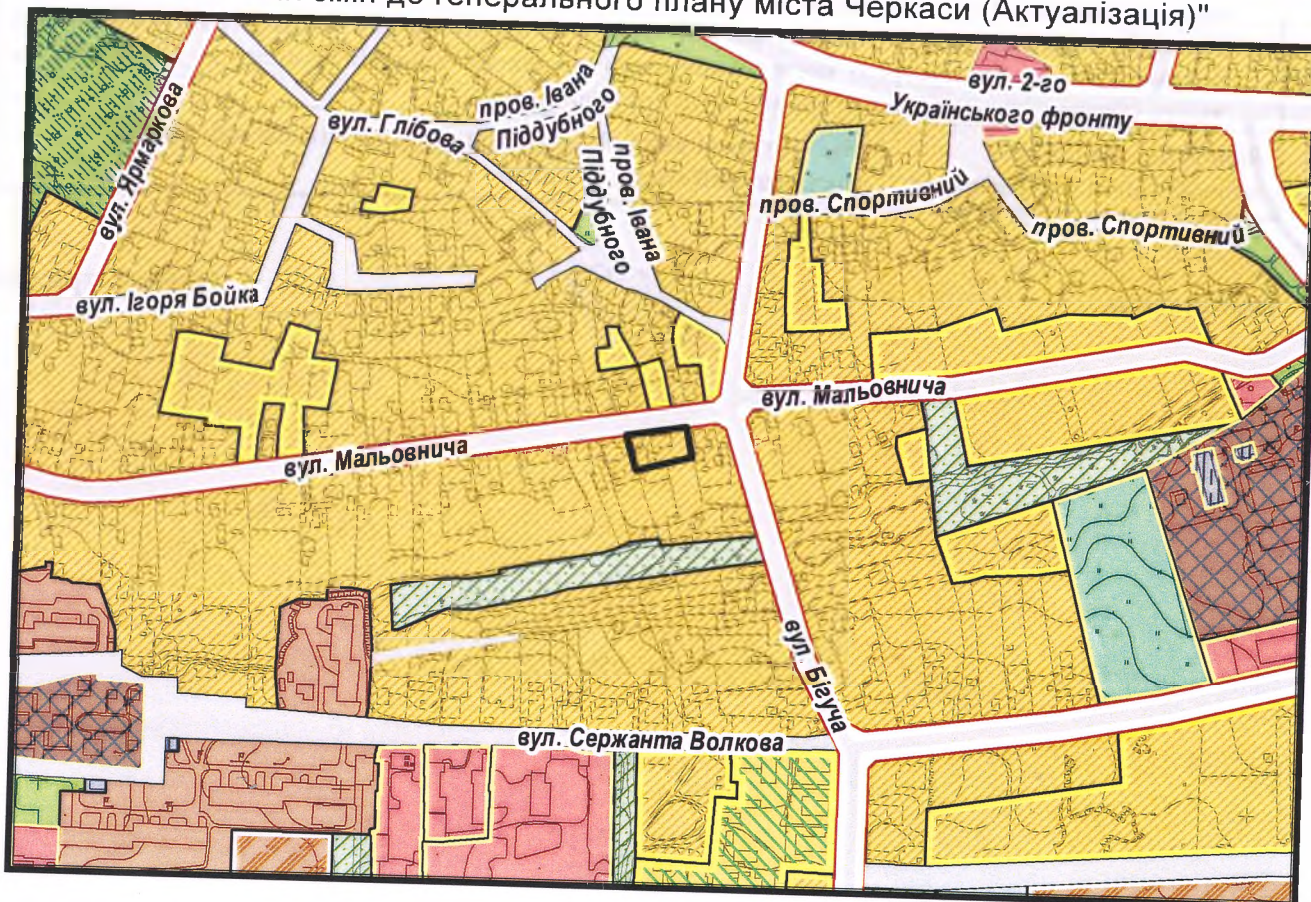 змін до Генерального плану міста Черкаси (Актуалізація)"
вул. Ярмаркова
вул. Глібова
пров. Івана
Піддубного
пров. Івана
Піддубного
вул. 2-го
Українського фронту
пров. Спортивний
пров. Спортивний
вул. Ігоря Бойка
вул. Мальовнича
вул. Мальовнича
вул. Бігуча
вул. Сержанта Волкова